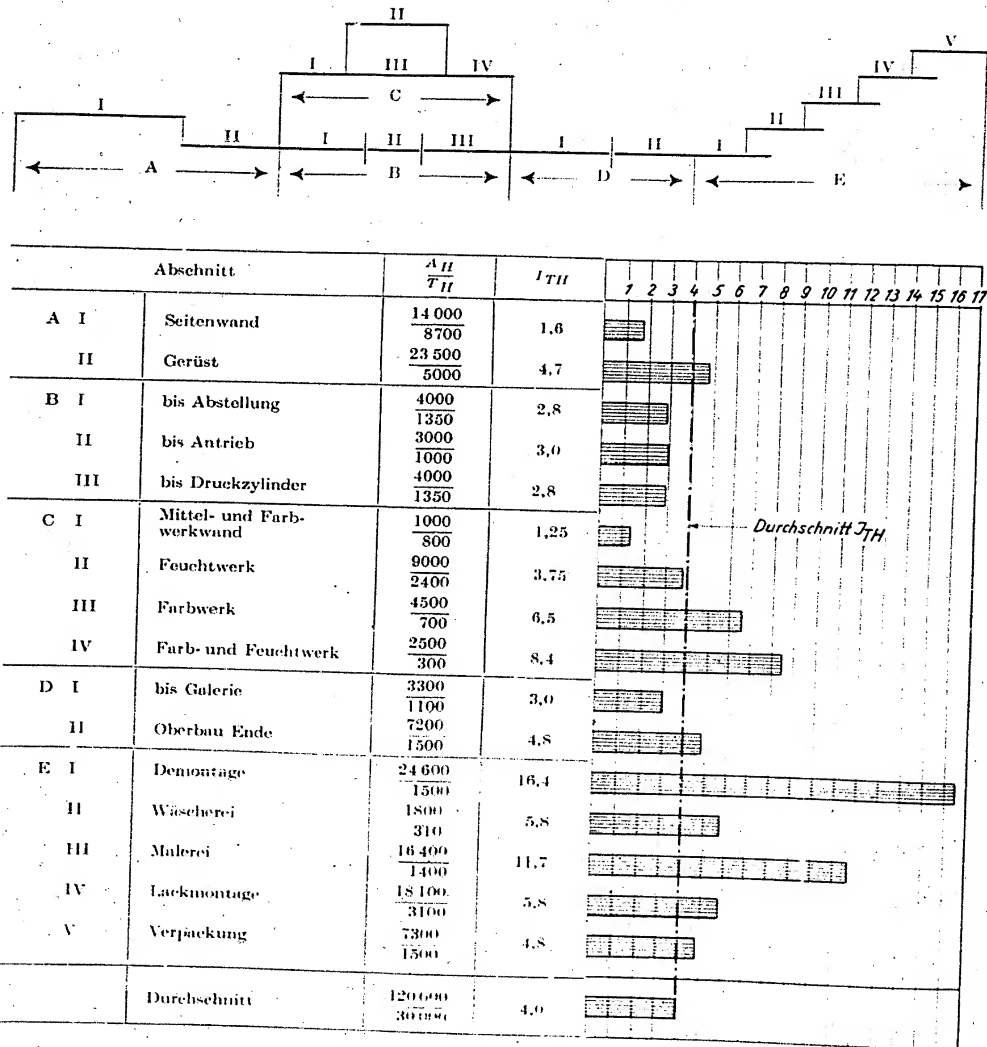 II
V
I III IV
IV
C
III
I
II
II I II III I II I
A B D E
Abschnitt A_H / T_H I_TH
1 2 3 4 5 6 7 8 9 10 11 12 13 14 15 16 17
A I Seitenwand 14 000 / 8700 1,6
II Gerüst 23 500 / 5000 4,7
B I bis Abstellung 4000 / 1350 2,8
II bis Antrieb 3000 / 1000 3,0
III bis Druckzylinder 4000 / 1350 2,8
C I Mittel- und Farb-
werkwand 1000 / 800 1,25
Durchschnitt J_TH
II Feuchtwerk 9000 / 2400 3,75
III Farbwerk 4500 / 700 6,5
IV Farb- und Feuchtwerk 2500 / 300 8,4
D I bis Galerie 3300 / 1100 3,0
II Oberbau Ende 7200 / 1500 4,8
E I Demontage 24 600 / 1500 16,4
II Wäscherei 1800 / 310 5,8
III Malerei 16 400 / 1400 11,7
IV Lackmontage 18 100 / 3100 5,8
V Verpackung 7300 / 1500 4,8
Durchschnitt 120 600 / 30 000 4,0